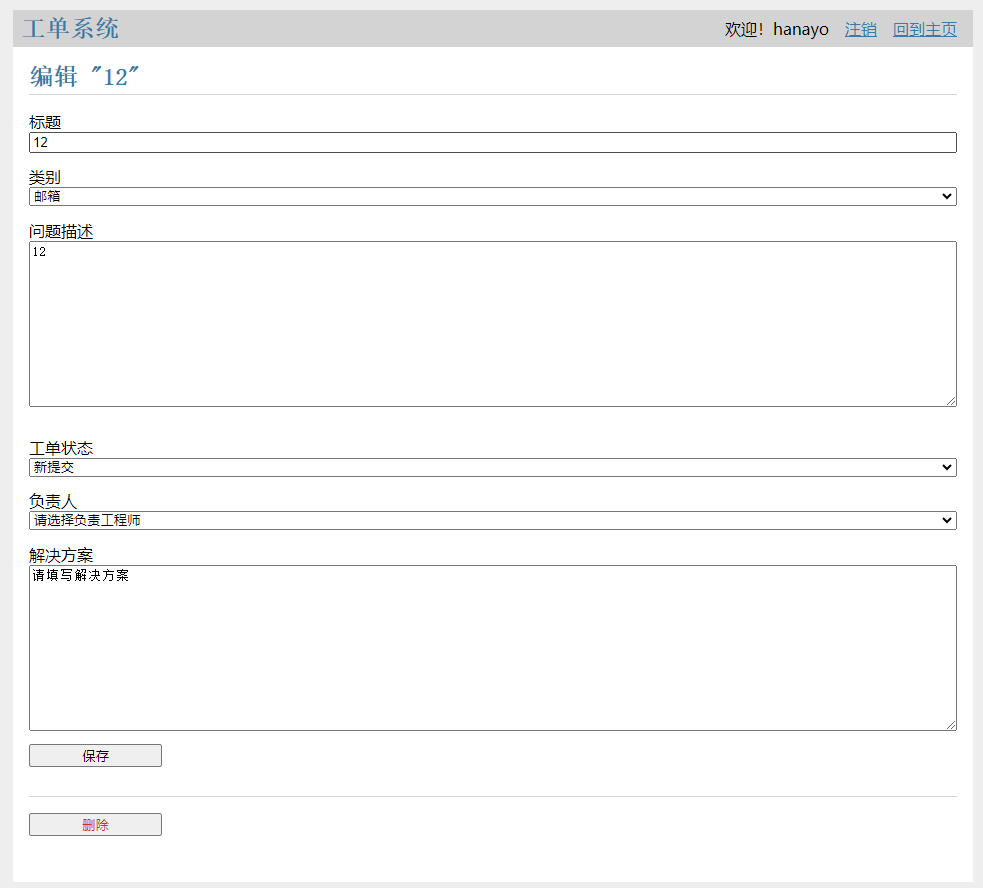 工单系统 欢迎！hanayo 注销 回到主页
编辑 "12"
标题
12
类别
邮箱
问题描述
12
工单状态
新提交
负责人
请选择负责工程师
解决方案
请填写解决方案
保存
删除